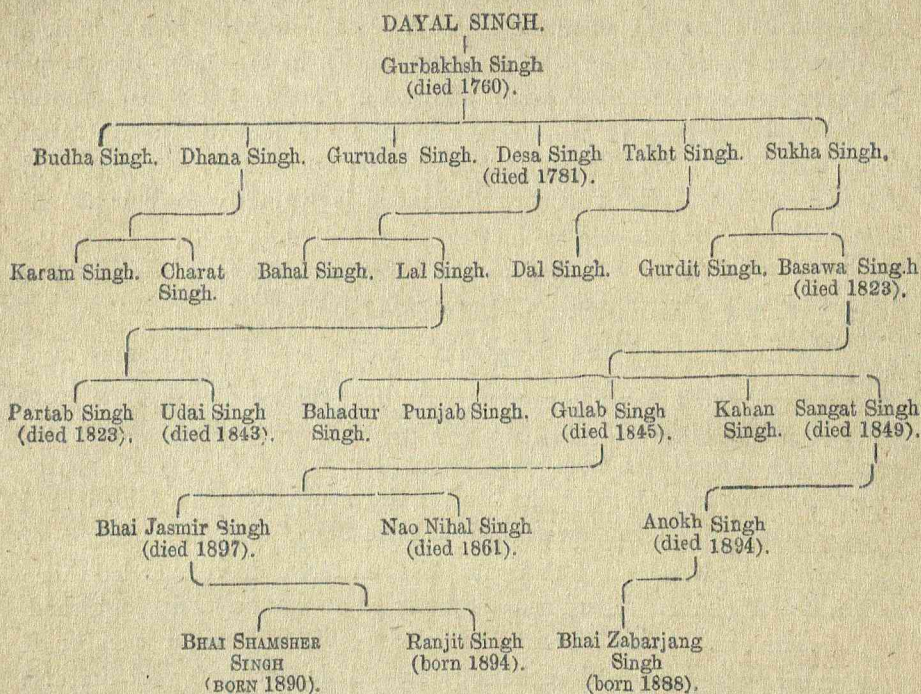 DAYAL SINGH.
Gurbakhsh Singh
(died 1760).
Budha Singh. Dhana Singh. Gurudas Singh. Desa Singh Takht Singh. Sukha Singh.
(died 1781).
Karam Singh. Charat Bahal Singh. Lal Singh. Dal Singh. Gurdit Singh. Basawa Sing.h
Singh. (died 1823).
Partab Singh Udai Singh Bahadur Punjab Singh. Gulab Singh Kahan Sangat Singh
(died 1823). (died 1843). Singh. (died 1845). Singh. (died 1849).
Bhai Jasmir Singh Nao Nihal Singh Anokh Singh
(died 1897). (died 1861). (died 1894).
BHAI SHAMSHER Ranjit Singh Bhai Zabarjang
SINGH (born 1894). Singh
(BORN 1890). (born 1888).